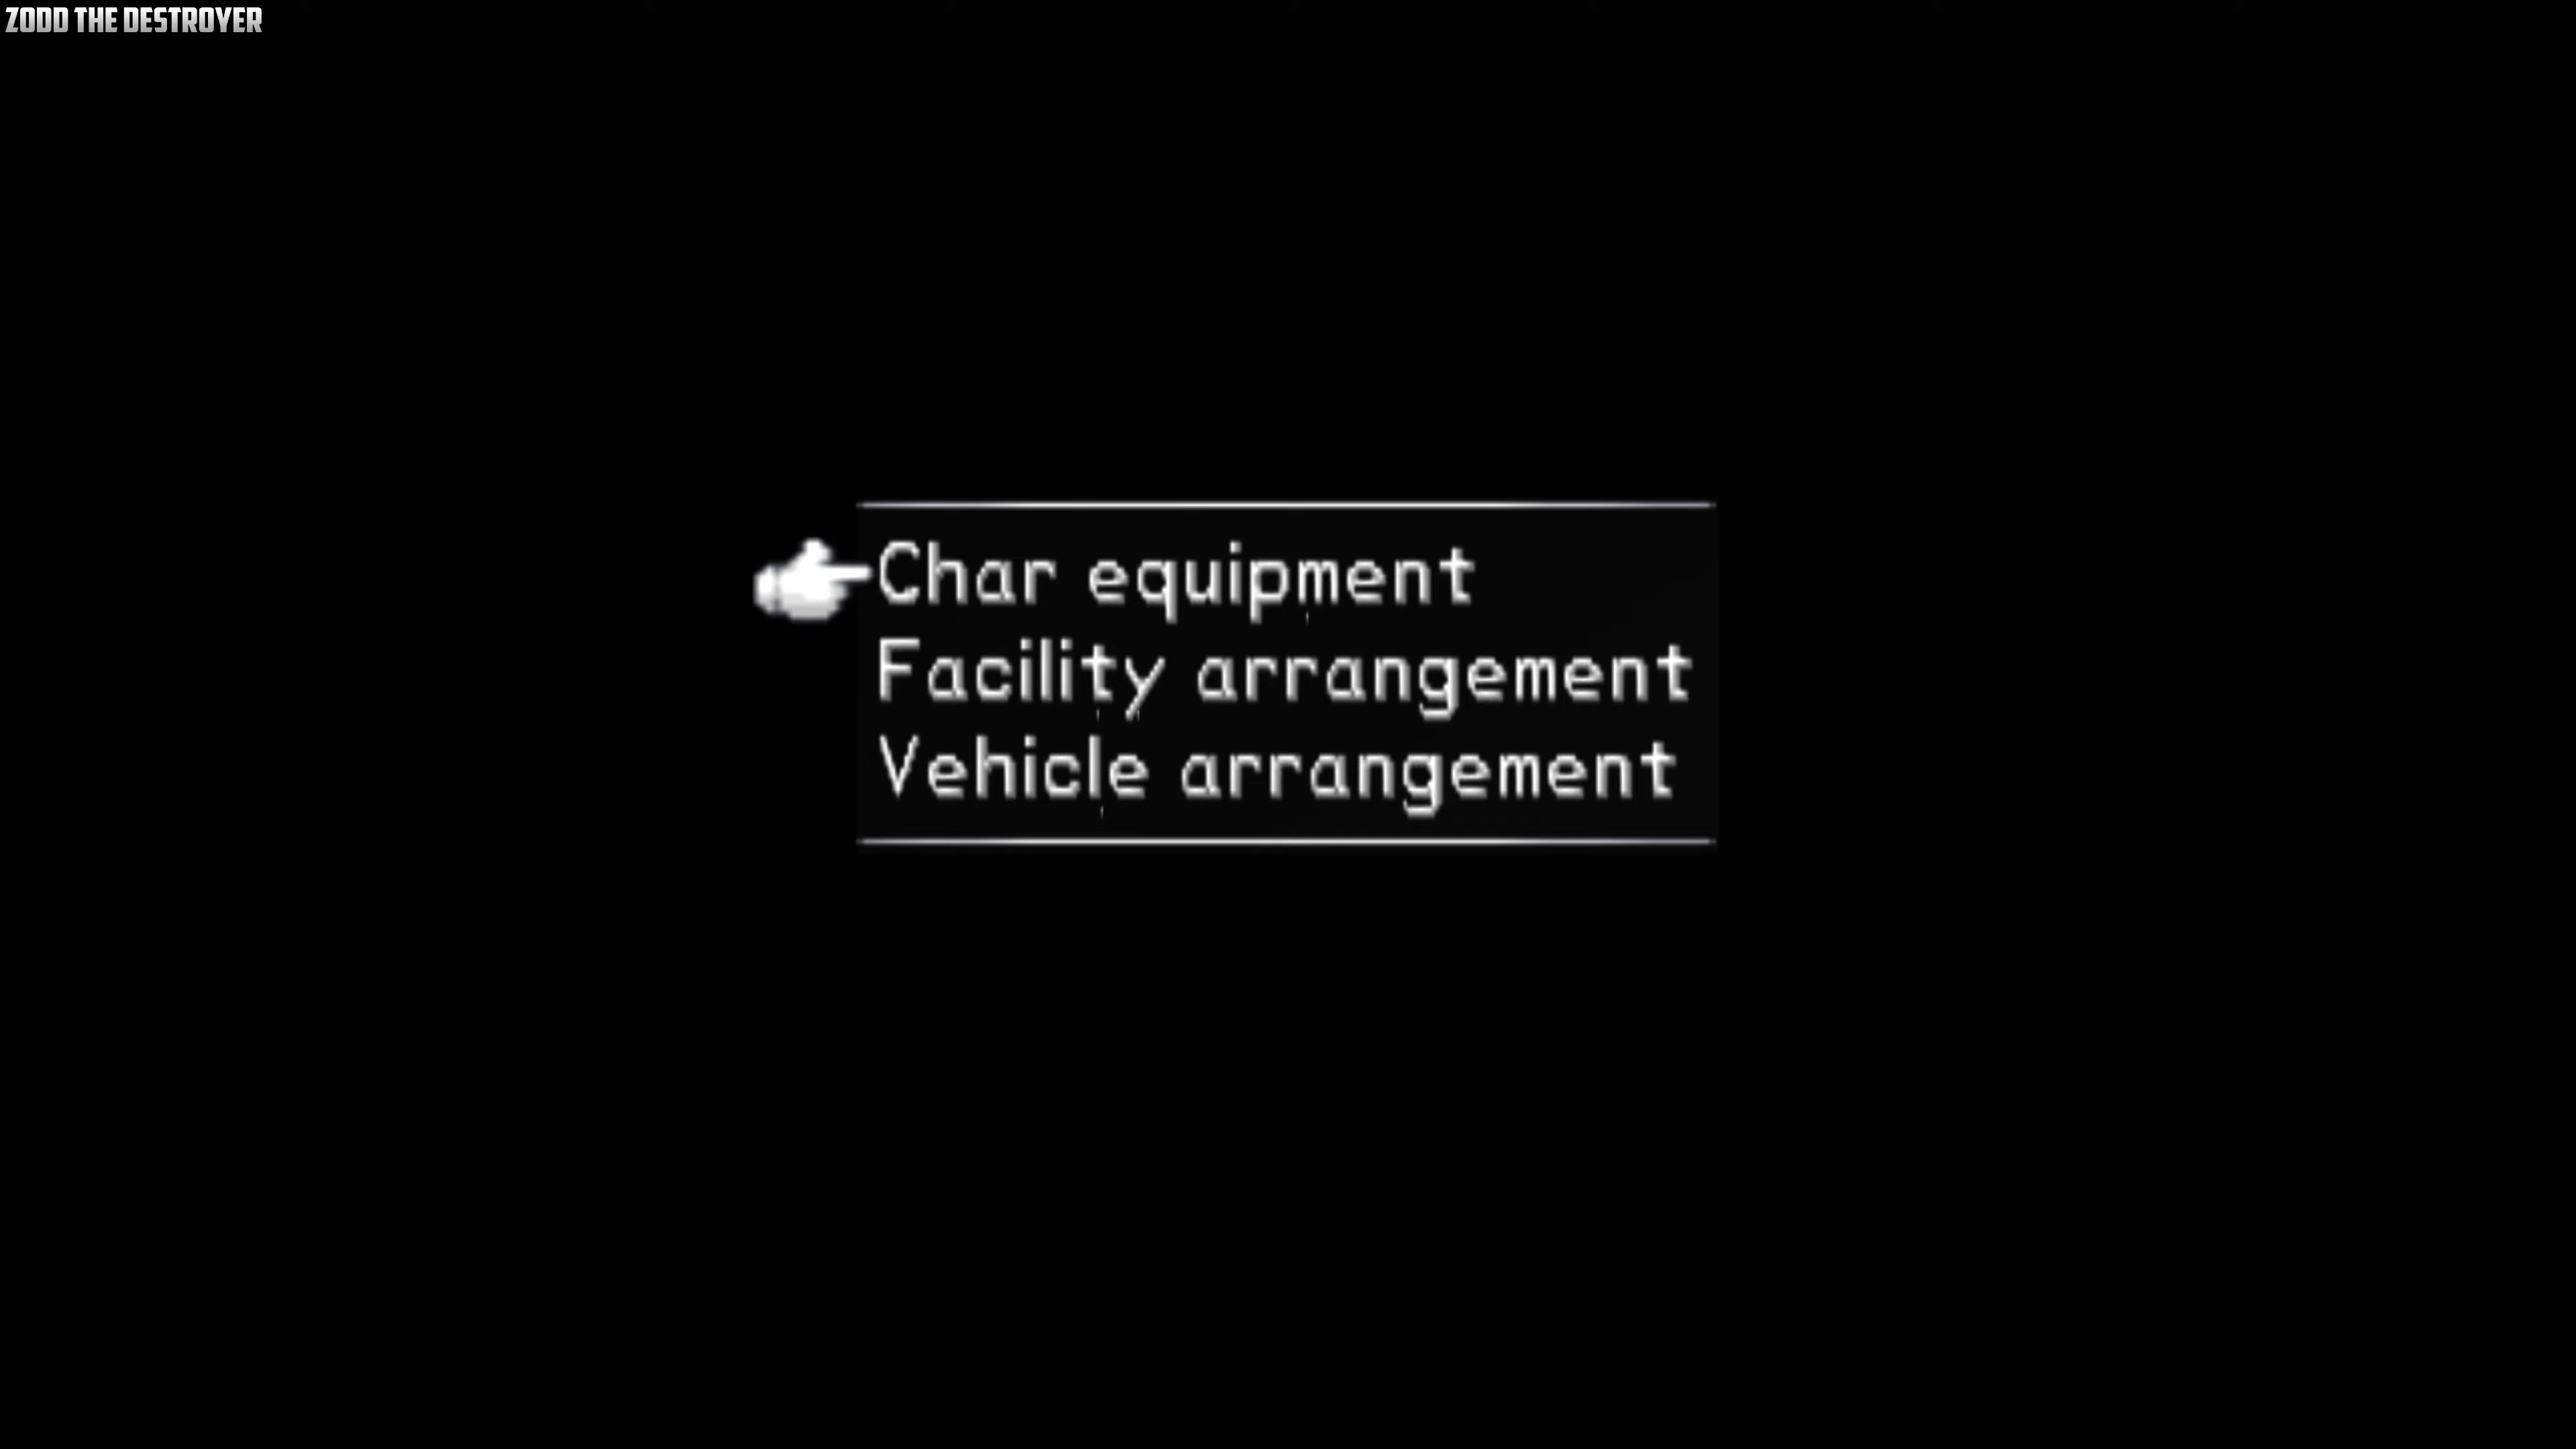 ZODD THE DESTROYER
Char equipment
Facility arrangement
Vehicle arrangement